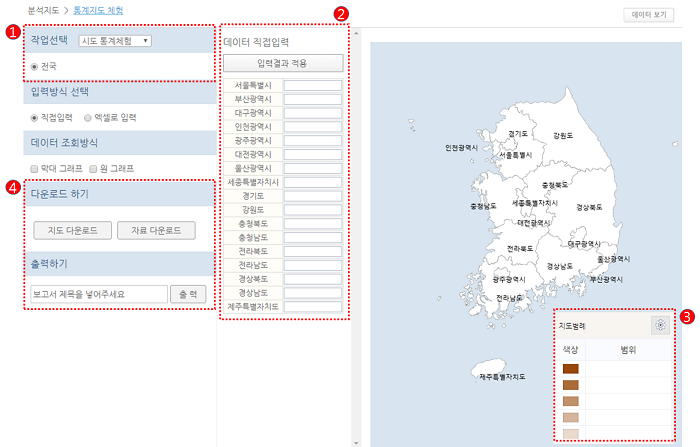 분석지도 > 통계지도 체험
데이터 보기
1
작업선택 시도 통계체험
전국
입력방식 선택
직접입력 엑셀로 입력
데이터 조회방식
막대 그래프 원 그래프
4
다운로드 하기
지도 다운로드 자료 다운로드
출력하기
보고서 제목을 넣어주세요 출 력
2
데이터 직접입력
입력결과 적용
서울특별시
부산광역시
대구광역시
인천광역시
광주광역시
대전광역시
울산광역시
세종특별자치시
경기도
강원도
충청북도
충청남도
전라북도
전라남도
경상북도
경상남도
제주특별자치도
경기도
강원도
인천광역시
서울특별시
충청북도
충청남도
세종특별자치시
경상북도
대전광역시
전라북도
대구광역시
울산광역시
경상남도
광주광역시
부산광역시
전라남도
제주특별자치도
3
지도범례
색상 범위